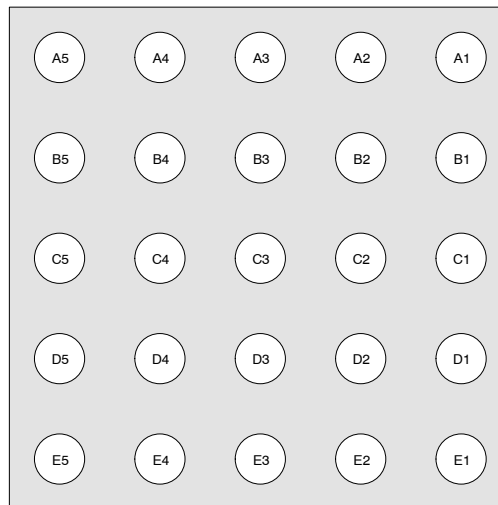 A5 A4 A3 A2 A1
B5 B4 B3 B2 B1
C5 C4 C3 C2 C1
D5 D4 D3 D2 D1
E5 E4 E3 E2 E1